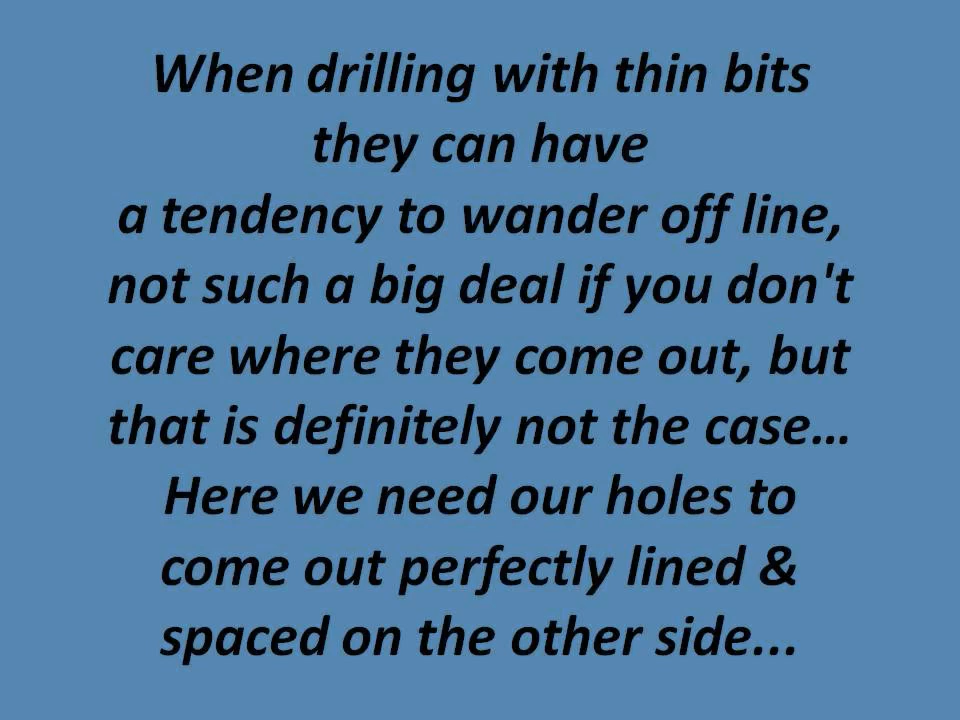 When drilling with thin bits
they can have
a tendency to wander off line,
not such a big deal if you don't
care where they come out, but
that is definitely not the case…
Here we need our holes to
come out perfectly lined &
spaced on the other side...